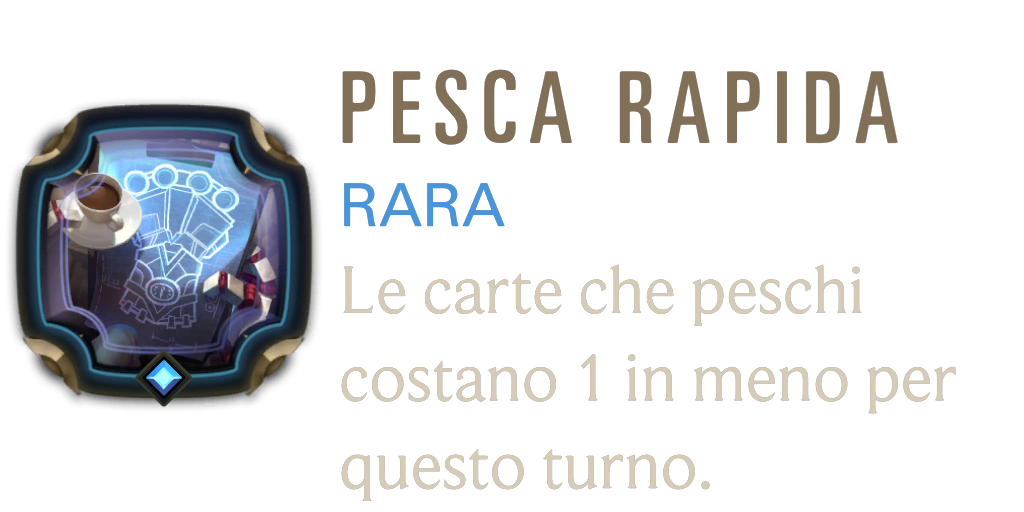 PESCA RAPIDA
RARA
Le carte che peschi
costano 1 in meno per
questo turno.